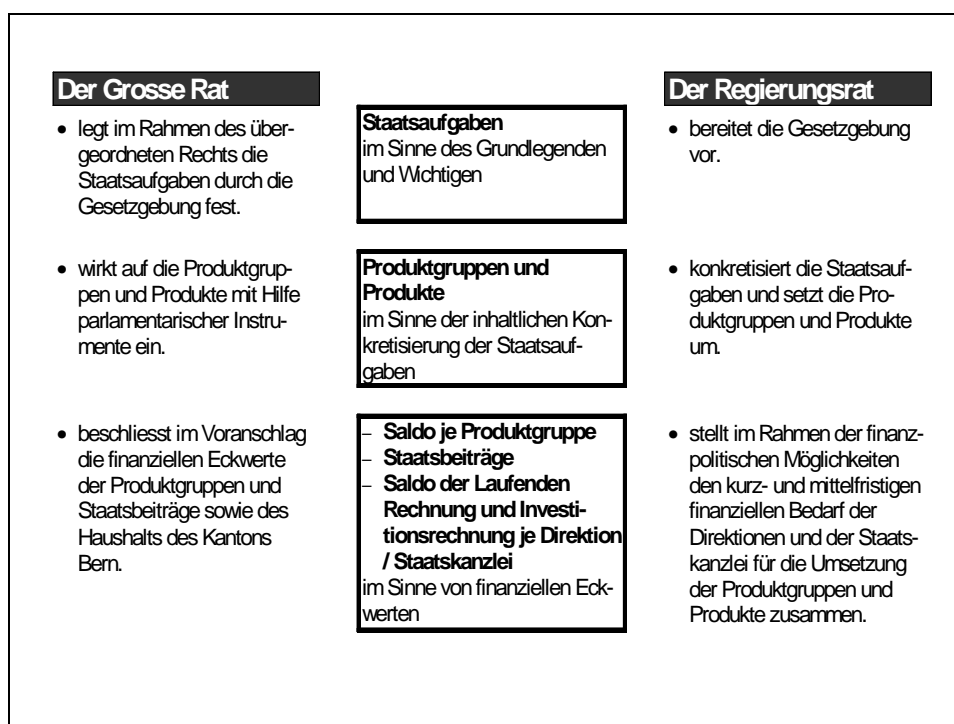 Der Grosse Rat
• legt im Rahmen des über-
geordneten Rechts die
Staatsaufgaben durch die
Gesetzgebung fest.
Staatsaufgaben
im Sinne des Grundlegenden
und Wichtigen
Der Regierungsrat
• bereitet die Gesetzgebung
vor.
• wirkt auf die Produktgrup-
pen und Produkte mit Hilfe
parlamentarischer Instru-
mente ein.
Produktgruppen und
Produkte
im Sinne der inhaltlichen Kon-
kretisierung der Staatsauf-
gaben
• konkretisiert die Staatsauf-
gaben und setzt die Pro-
duktgruppen und Produkte
um.
• beschliesst im Voranschlag
die finanziellen Eckwerte
der Produktgruppen und
Staatsbeiträge sowie des
Haushalts des Kantons
Bern.
– Saldo je Produktgruppe
– Staatsbeiträge
– Saldo der Laufenden
Rechnung und Investi-
tionsrechnung je Direktion
/ Staatskanzlei
im Sinne von finanziellen Eck-
werten
• stellt im Rahmen der finanz-
politischen Möglichkeiten
den kurz- und mittelfristigen
finanziellen Bedarf der
Direktionen und der Staats-
kanzlei für die Umsetzung
der Produktgruppen und
Produkte zusammen.